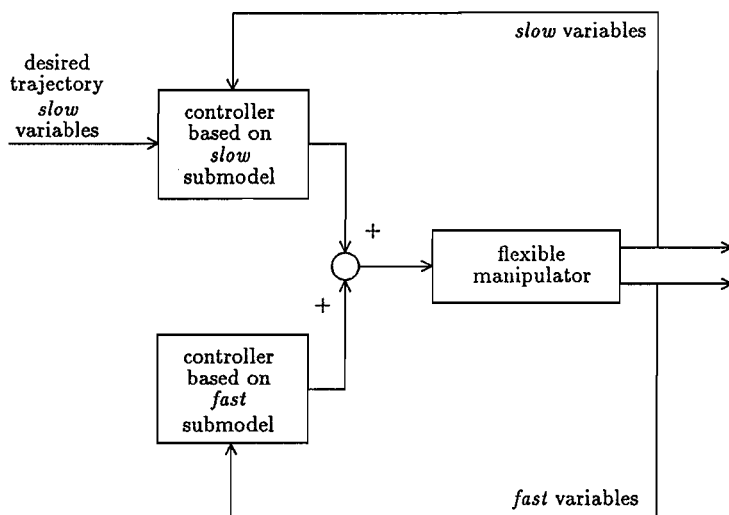 slow variables
desired
trajectory
slow
variables
controller
based on
slow
submodel
+
flexible
manipulator
+
controller
based on
fast
submodel
fast variables